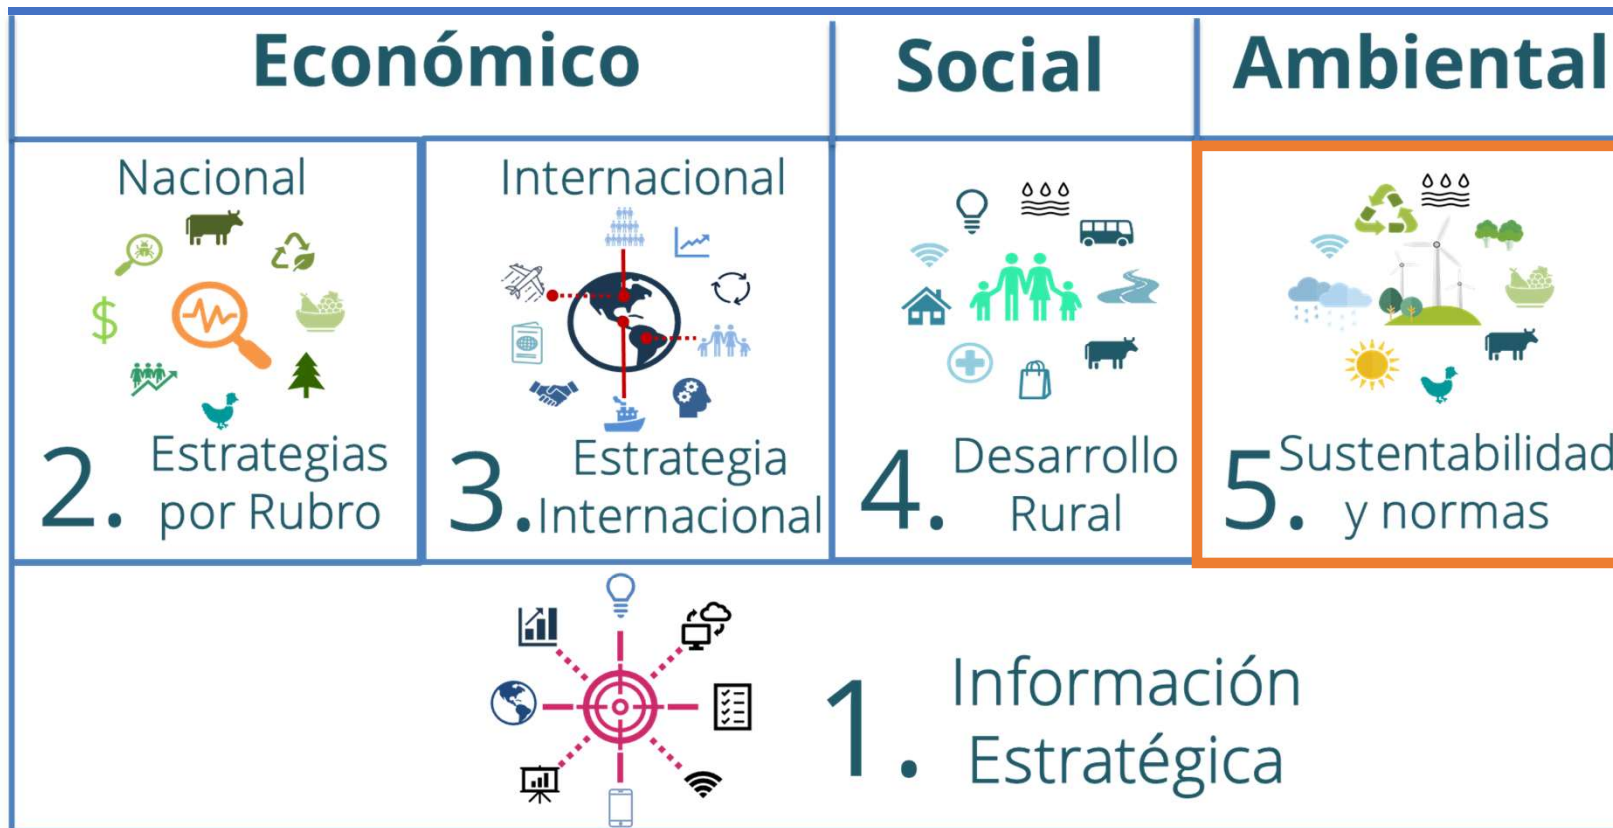 Económico
Social
Ambiental
Nacional
2. Estrategias
por Rubro
Internacional
3. Estrategia
Internacional
4. Desarrollo
Rural
5. Sustentabilidad
y normas
1. Información
Estratégica